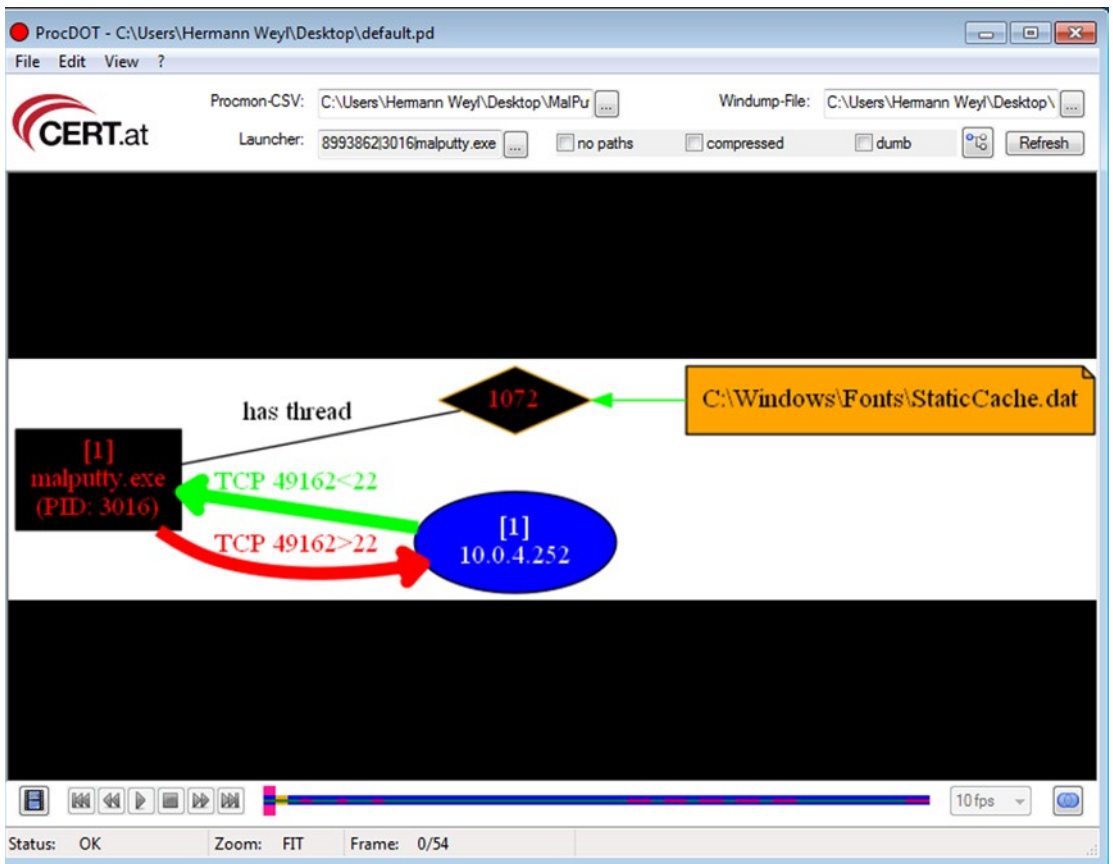 ProcDOT - C:\Users\Hermann Weyl\Desktop\default.pd
File Edit View ?
CERT.at
Procmon-CSV: C:\Users\Hermann Weyl\Desktop\MalPu ...
Windump-File: C:\Users\Hermann Weyl\Desktop\ ...
Launcher: 8993862|3016|malputty.exe ... no paths compressed dumb Refresh
1072
C:\Windows\Fonts\StaticCache.dat
has thread
[1]
malputty.exe
(PID: 3016)
TCP 49162<22
TCP 49162>22
[1]
10.0.4.252
10 fps
Status: OK Zoom: FIT Frame: 0/54